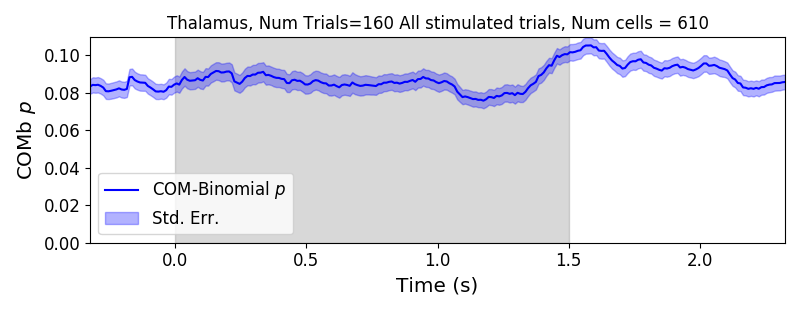 Thalamus, Num Trials=160 All stimulated trials, Num cells = 610
COMb p
0.10
0.08
0.06
0.04
0.02
0.00
COM-Binomial p
Std. Err.
0.0 0.5 1.0 1.5 2.0
Time (s)